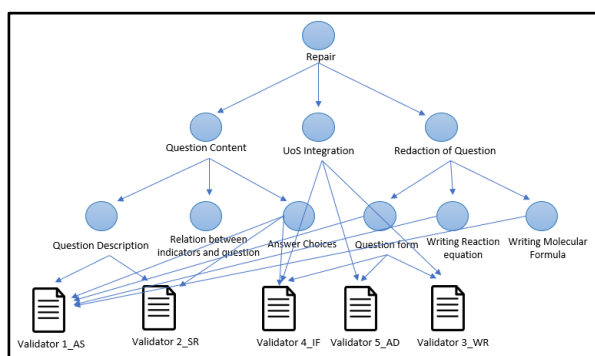 Repair
Question Content
UoS Integration
Redaction of Question
Question Description
Relation between
indicators and question
Answer Choices
Question form
Writing Reaction
equation
Writing Molecular
Formula
Validator 1_AS
Validator 2_SR
Validator 4_IF
Validator 5_AD
Validator 3_WR